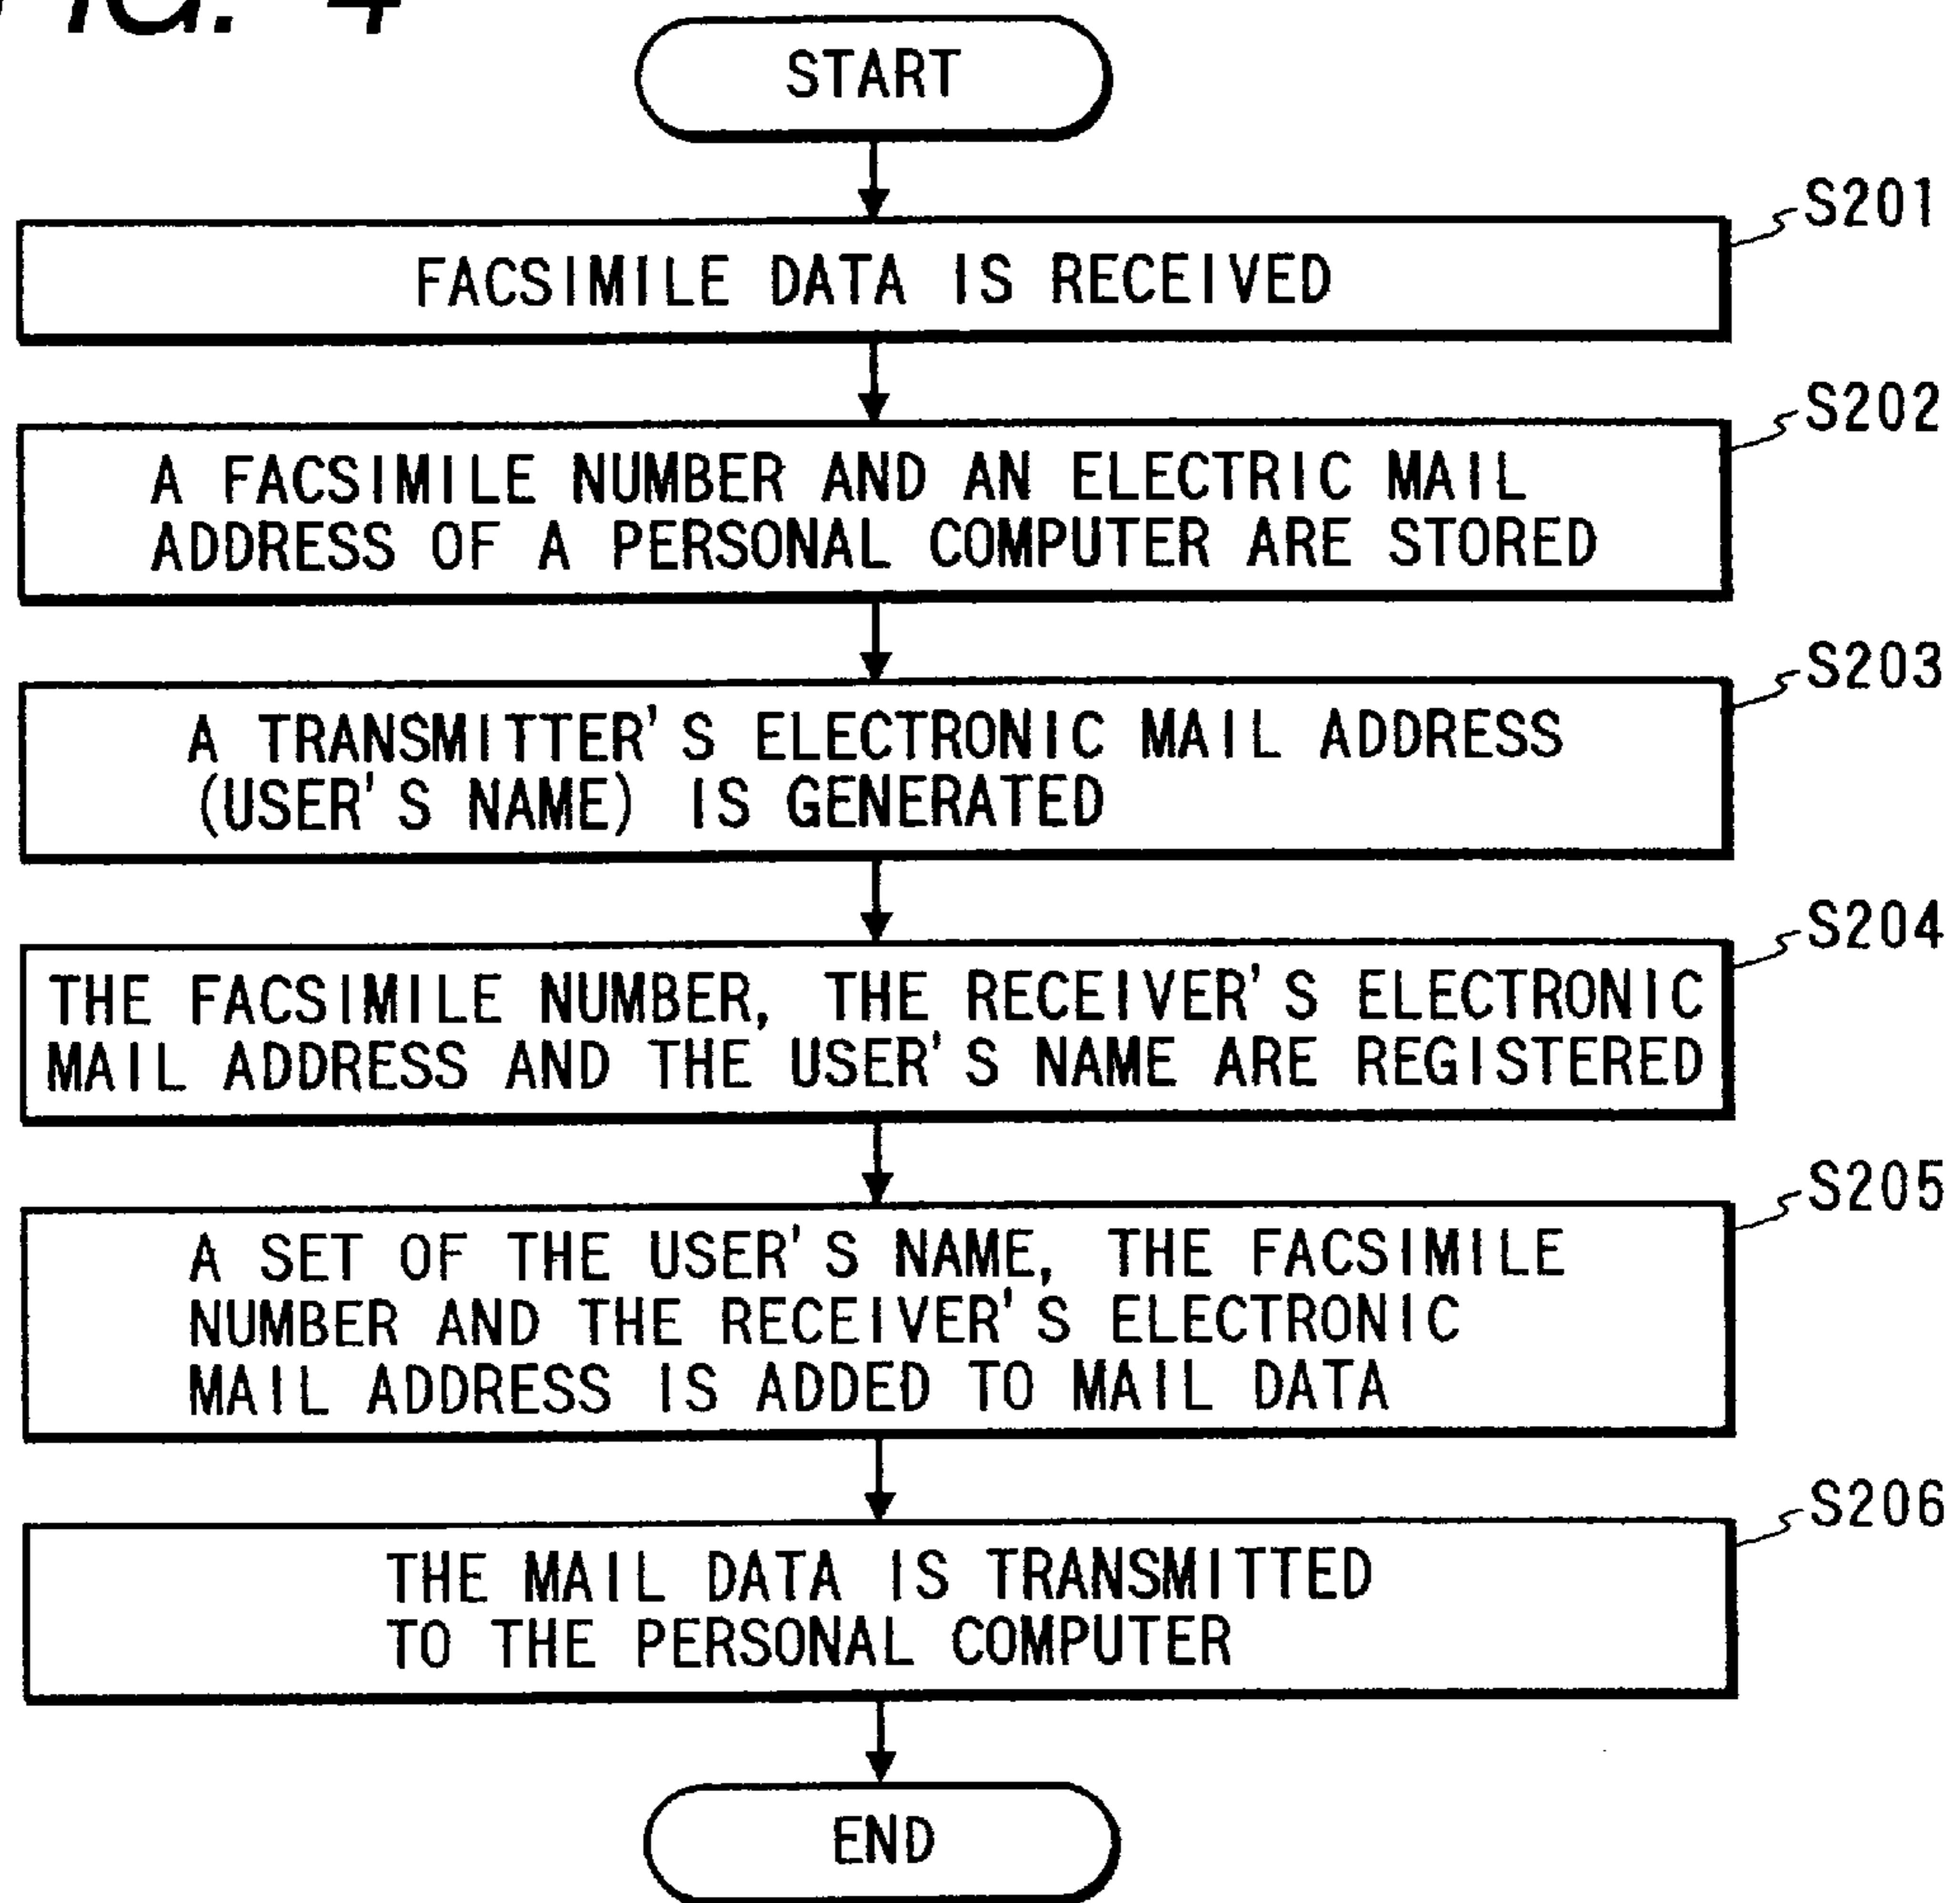 FIG. 4
START
S201
FACSIMILE DATA IS RECEIVED
S202
A FACSIMILE NUMBER AND AN ELECTRIC MAIL
ADDRESS OF A PERSONAL COMPUTER ARE STORED
S203
A TRANSMITTER'S ELECTRONIC MAIL ADDRESS
(USER'S NAME) IS GENERATED
S204
THE FACSIMILE NUMBER, THE RECEIVER'S ELECTRONIC
MAIL ADDRESS AND THE USER'S NAME ARE REGISTERED
S205
A SET OF THE USER'S NAME, THE FACSIMILE
NUMBER AND THE RECEIVER'S ELECTRONIC
MAIL ADDRESS IS ADDED TO MAIL DATA
S206
THE MAIL DATA IS TRANSMITTED
TO THE PERSONAL COMPUTER
END